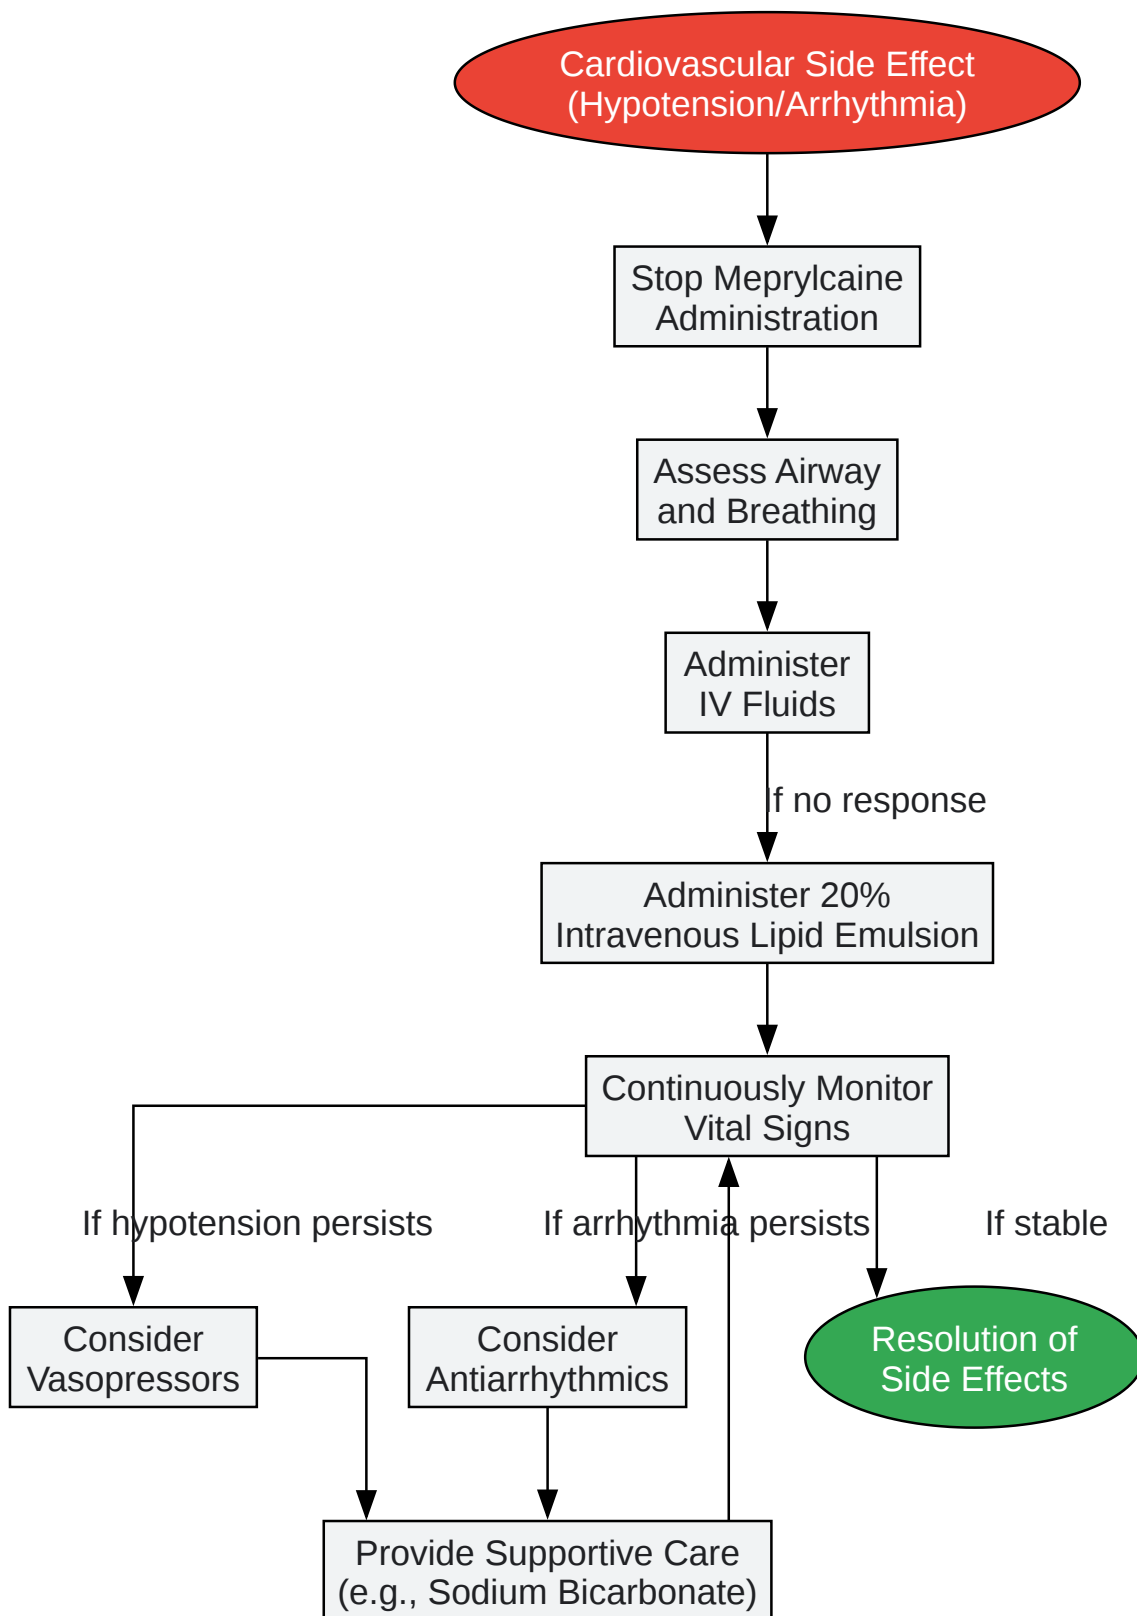 Cardiovascular Side Effect
(Hypotension/Arrhythmia)
Stop Meprylcaine
Administration
Assess Airway
and Breathing
Administer
IV Fluids
If no response
Administer 20%
Intravenous Lipid Emulsion
Continuously Monitor
Vital Signs
If hypotension persists
If arrhythmia persists
If stable
Consider
Vasopressors
Consider
Antiarrhythmics
Resolution of
Side Effects
Provide Supportive Care
(e.g., Sodium Bicarbonate)